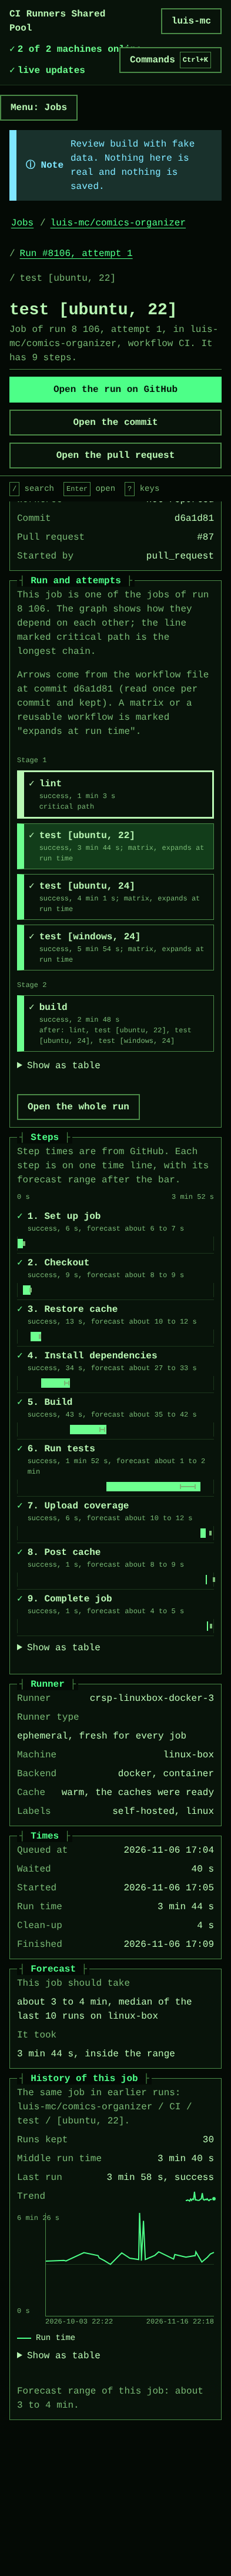 CI Runners Shared
Pool
luis-mc
✓ 2 of 2 machines
Commands Ctrl+K
✓ live updates
Menu: Jobs
ⓘ Note
Review build with fake
data. Nothing here is
real and nothing is
saved.
Jobs / luis-mc/comics-organizer
/ Run #8106, attempt 1
/ test [ubuntu, 22]
test [ubuntu, 22]
Job of run 8 106, attempt 1, in luis-
mc/comics-organizer, workflow CI. It
has 9 steps.
Open the run on GitHub
Open the commit
Open the pull request
/ search Enter open ? keys
Commit d6a1d81
Pull request #87
Started by pull_request
Run and attempts
This job is one of the jobs of run
8 106. The graph shows how they
depend on each other; the line
marked critical path is the
longest chain.
Arrows come from the workflow file
at commit d6a1d81 (read once per
commit and kept). A matrix or a
reusable workflow is marked
"expands at run time".
Stage 1
✓ lint
success, 1 min 3 s
critical path
✓ test [ubuntu, 22]
success, 3 min 44 s; matrix, expands at
run time
✓ test [ubuntu, 24]
success, 4 min 1 s; matrix, expands at
run time
✓ test [windows, 24]
success, 5 min 54 s; matrix, expands at
run time
Stage 2
✓ build
success, 2 min 48 s
after: lint, test [ubuntu, 22], test
[ubuntu, 24], test [windows, 24]
▶ Show as table
Open the whole run
Steps
Step times are from GitHub. Each
step is on one time line, with its
forecast range after the bar.
0 s 3 min 52 s
✓ 1. Set up job
success, 6 s, forecast about 6 to 7 s
✓ 2. Checkout
success, 9 s, forecast about 8 to 9 s
✓ 3. Restore cache
success, 13 s, forecast about 10 to 12 s
✓ 4. Install dependencies
success, 34 s, forecast about 27 to 33 s
✓ 5. Build
success, 43 s, forecast about 35 to 42 s
✓ 6. Run tests
success, 1 min 52 s, forecast about 1 to 2
min
✓ 7. Upload coverage
success, 6 s, forecast about 10 to 12 s
✓ 8. Post cache
success, 1 s, forecast about 8 to 9 s
✓ 9. Complete job
success, 1 s, forecast about 4 to 5 s
▶ Show as table
Runner
Runner crsp-linuxbox-docker-3
Runner type
ephemeral, fresh for every job
Machine linux-box
Backend docker, container
Cache warm, the caches were ready
Labels self-hosted, linux
Times
Queued at 2026-11-06 17:04
Waited 40 s
Started 2026-11-06 17:05
Run time 3 min 44 s
Clean-up 4 s
Finished 2026-11-06 17:09
Forecast
This job should take
about 3 to 4 min, median of the
last 10 runs on linux-box
It took
3 min 44 s, inside the range
History of this job
The same job in earlier runs:
luis-mc/comics-organizer / CI /
test / [ubuntu, 22].
Runs kept 30
Middle run time 3 min 40 s
Last run 3 min 58 s, success
Trend
6 min 26 s
0 s
2026-10-03 22:22 2026-11-16 22:18
Run time
▶ Show as table
Forecast range of this job: about
3 to 4 min.